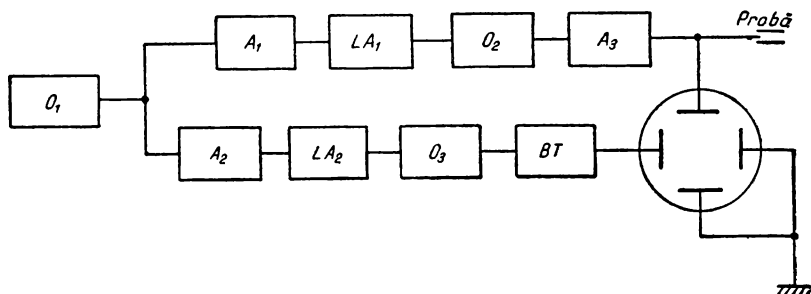 Probă
A₁
LA₁
O₂
A₃
O₁
A₂
LA₂
O₃
BT